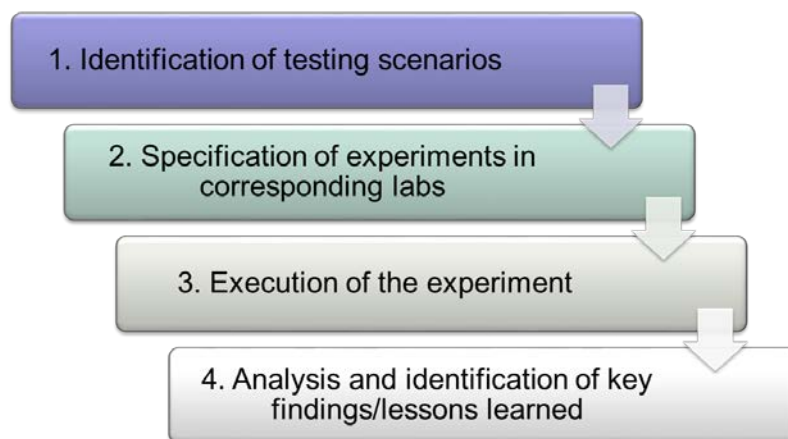 1. Identification of testing scenarios
2. Specification of experiments in
corresponding labs
3. Execution of the experiment
4. Analysis and identification of key
findings/lessons learned